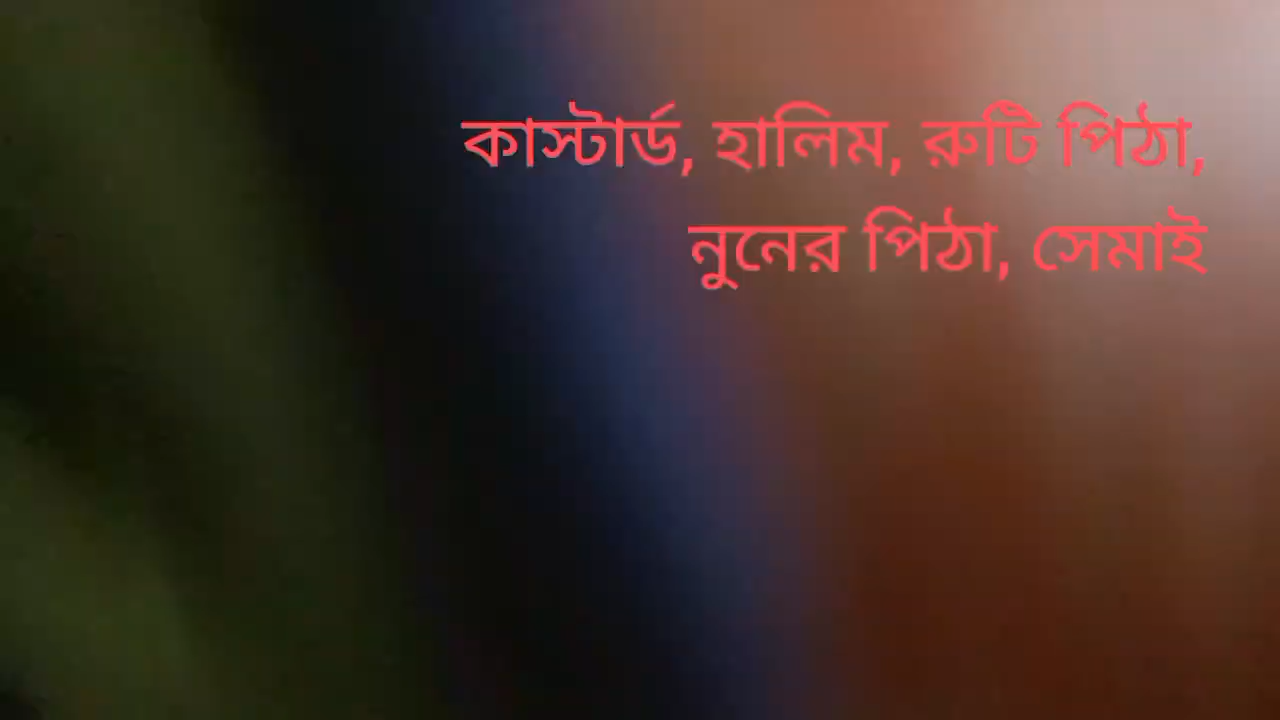 কাস্টার্ড, হালিম, রুটি পিঠা,
নুনের পিঠা, সেমাই